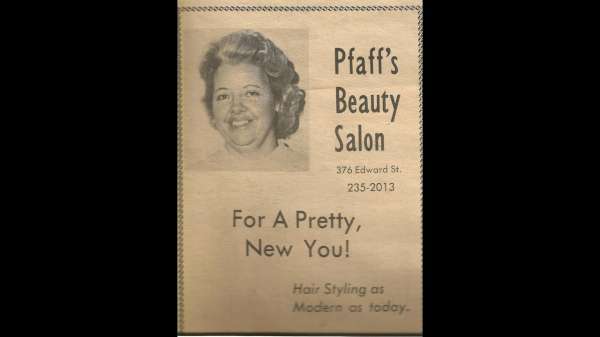 Pfaff's
Beauty
Salon
376 Edward St.
235-2013
For A Pretty,
New You!
Hair Styling as
Modern as today.